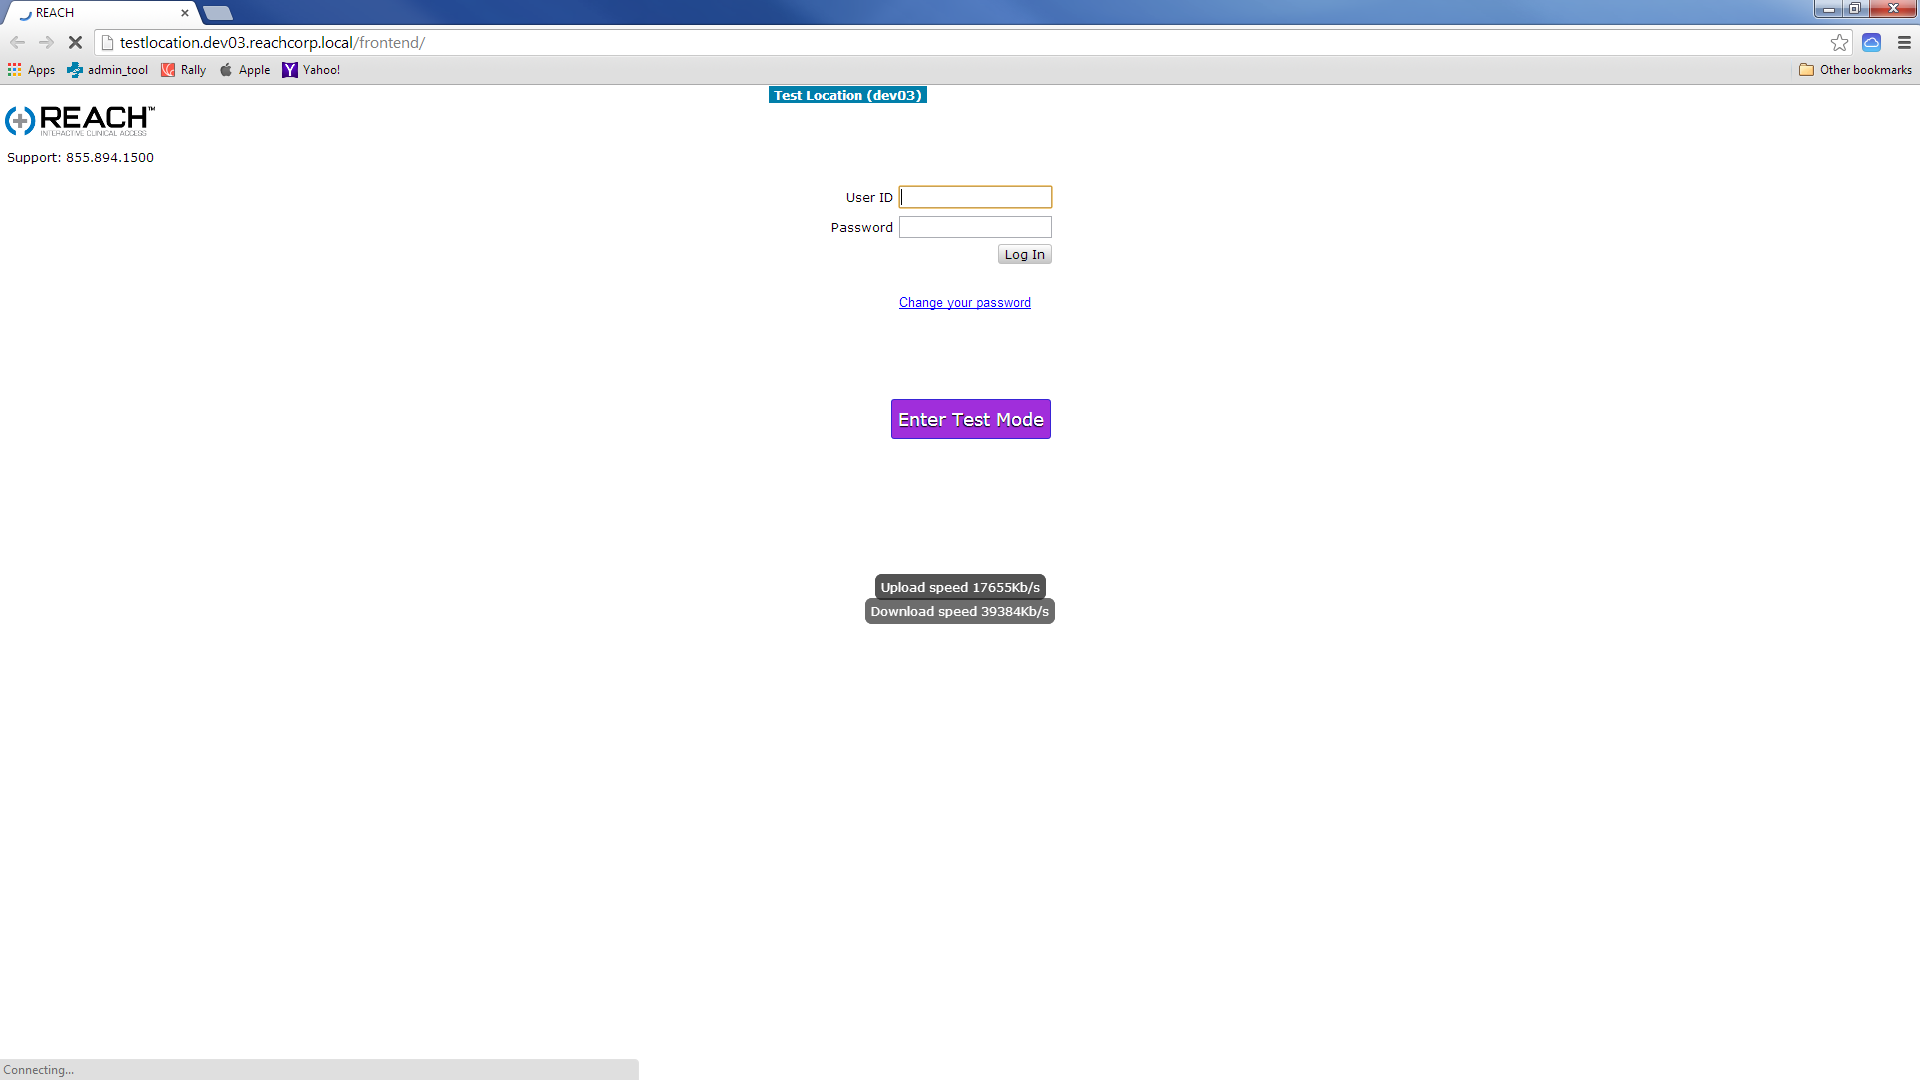 REACH
testlocation.dev03.reachcorp.local/frontend/
Apps admin_tool Rally Apple Yahoo! Other bookmarks
Test Location (dev03)
REACH™
INTERACTIVE CLINICAL ACCESS
Support: 855.894.1500
User ID
Password
Log In
Change your password
Enter Test Mode
Upload speed 17655Kb/s
Download speed 39384Kb/s
Connecting...